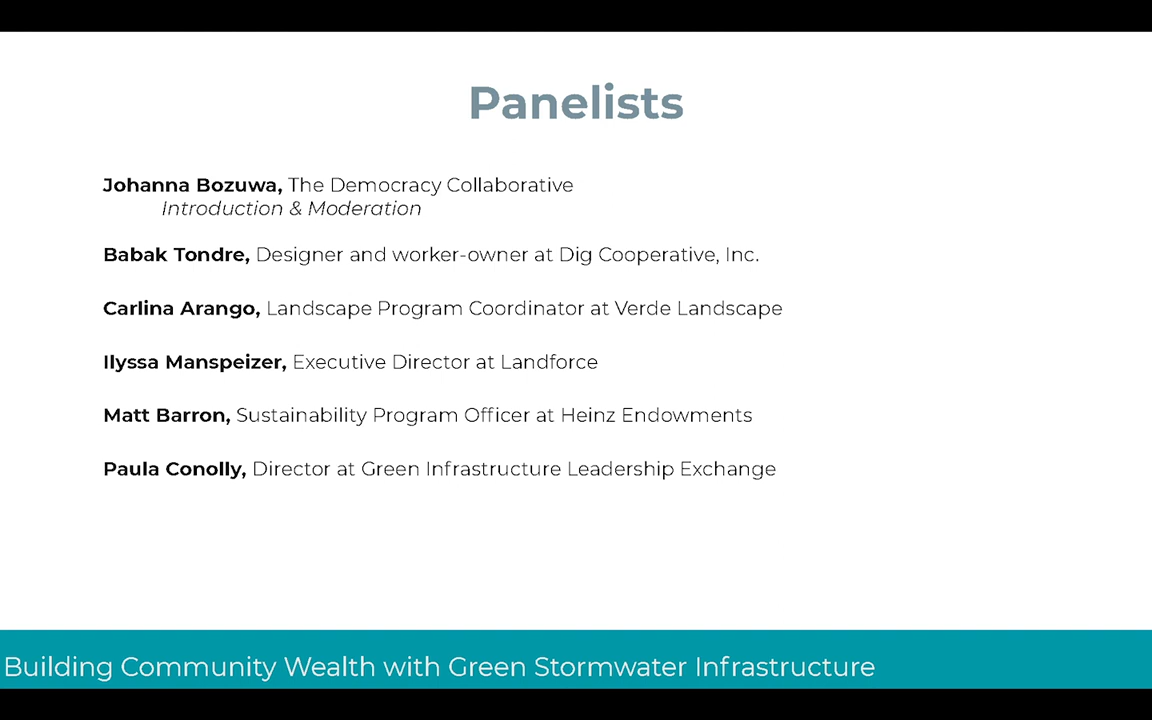 Panelists
Johanna Bozuwa, The Democracy Collaborative
Introduction & Moderation
Babak Tondre, Designer and worker-owner at Dig Cooperative, Inc.
Carlina Arango, Landscape Program Coordinator at Verde Landscape
Ilyssa Manspeizer, Executive Director at Landforce
Matt Barron, Sustainability Program Officer at Heinz Endowments
Paula Conolly, Director at Green Infrastructure Leadership Exchange
Building Community Wealth with Green Stormwater Infrastructure